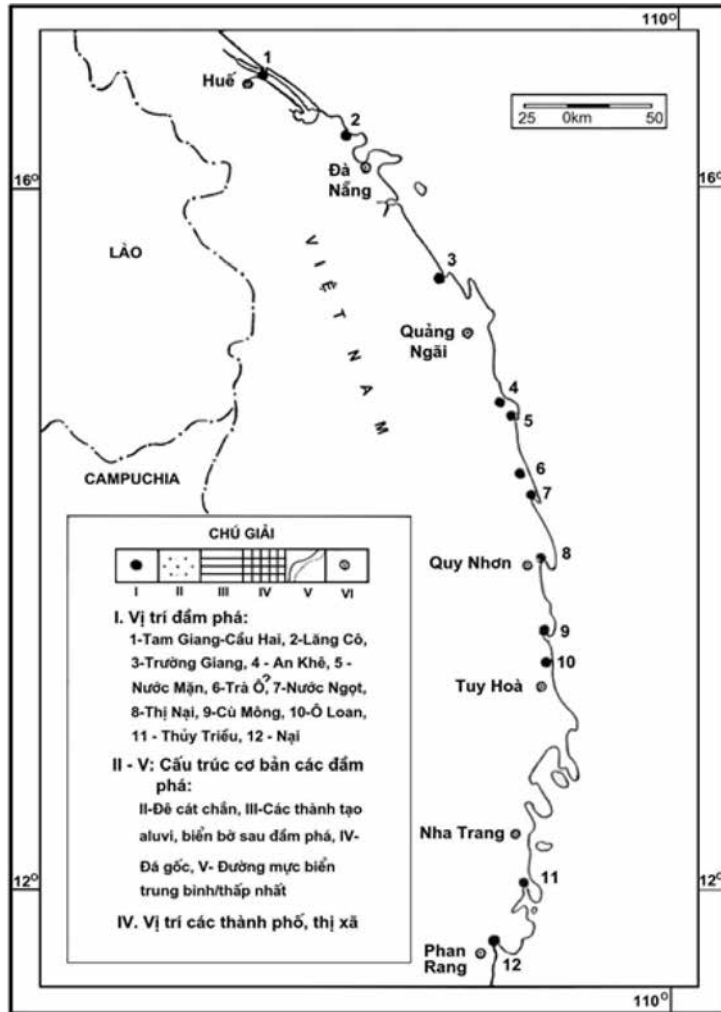 110°
1
Huế
2
25 0km 50
Đà
Nẵng
16°
16°
LÀO
VIỆT NAM
3
Quảng
Ngãi
4
5
CAMPUCHIA
6
7
CHÚ GIẢI
I II III IV V VI
Quy Nhơn
8
I. Vị trí đầm phá:
1-Tam Giang-Cầu Hai, 2-Lăng Cô,
3-Trường Giang, 4 - An Khê, 5 -
Nước Mặn, 6-Trà Ổ, 7-Nước Ngọt,
8-Thị Nại, 9-Cù Mông, 10-Ô Loan,
11 - Thủy Triều, 12 - Nại
9
10
Tuy Hoà
II - V: Cấu trúc cơ bản các đầm
phá:
II-Đê cát chắn, III-Các thành tạo
aluvi, biển bờ sau đầm phá, IV-
Đá gốc, V- Đường mực biển
trung bình/thấp nhất
IV. Vị trí các thành phố, thị xã
Nha Trang
12°
11
12°
Phan
Rang
12
110°